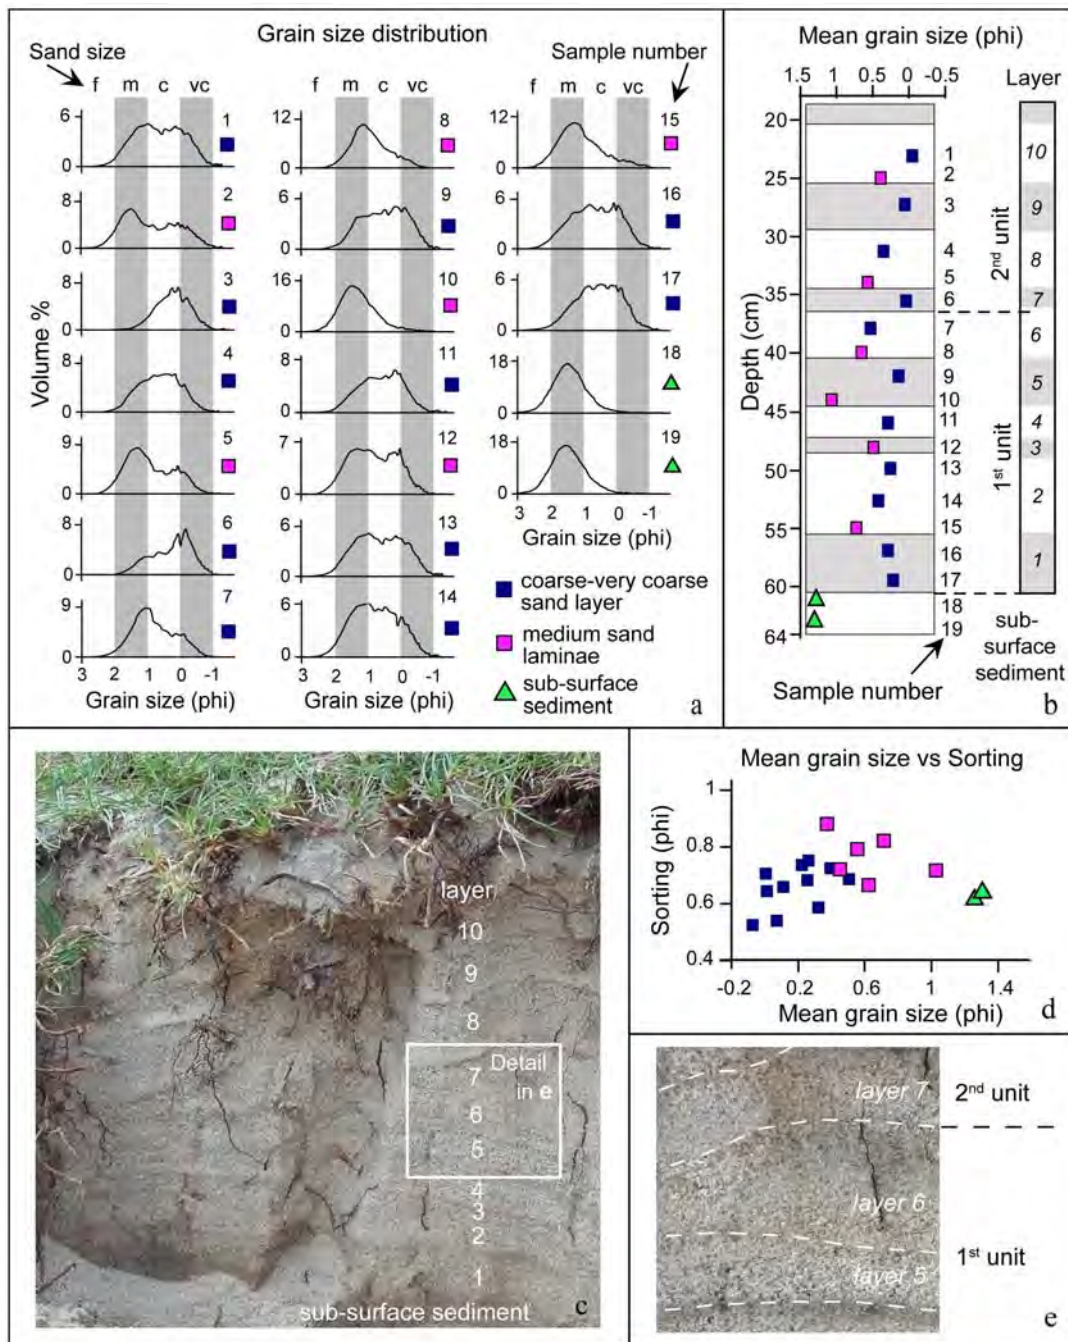 Grain size distribution
Sand size
Sample number
f m c vc
f m c vc
f m c vc
Volume %
6
0
1
6
0
2
8
0
3
8
0
4
9
0
5
8
0
6
9
0
7
3 2 1 0 -1
Grain size (phi)
12
0
8
6
0
9
16
0
10
8
0
11
7
0
12
6
0
13
6
0
14
3 2 1 0 -1
Grain size (phi)
12
0
15
6
0
16
6
0
17
18
0
18
18
0
19
3 2 1 0 -1
Grain size (phi)
coarse-very coarse
sand layer
medium sand
laminae
sub-surface
sediment
a
Mean grain size (phi)
1.5 1 0.5 0 -0.5
Layer
Depth (cm)
20
25
30
35
40
45
50
55
60
64
1
2
3
4
5
6
7
8
9
10
11
12
13
14
15
16
17
18
19
2nd unit
1st unit
10
9
8
7
6
5
4
3
2
1
sub-
surface
sediment
Sample number
b
layer
10
9
8
7
6
5
4
3
2
1
Detail
in e
sub-surface sediment
c
Mean grain size vs Sorting
Sorting (phi)
1
0.8
0.6
0.4
-0.2 0.2 0.6 1 1.4
Mean grain size (phi)
d
layer 7
2nd unit
layer 6
layer 5
1st unit
e